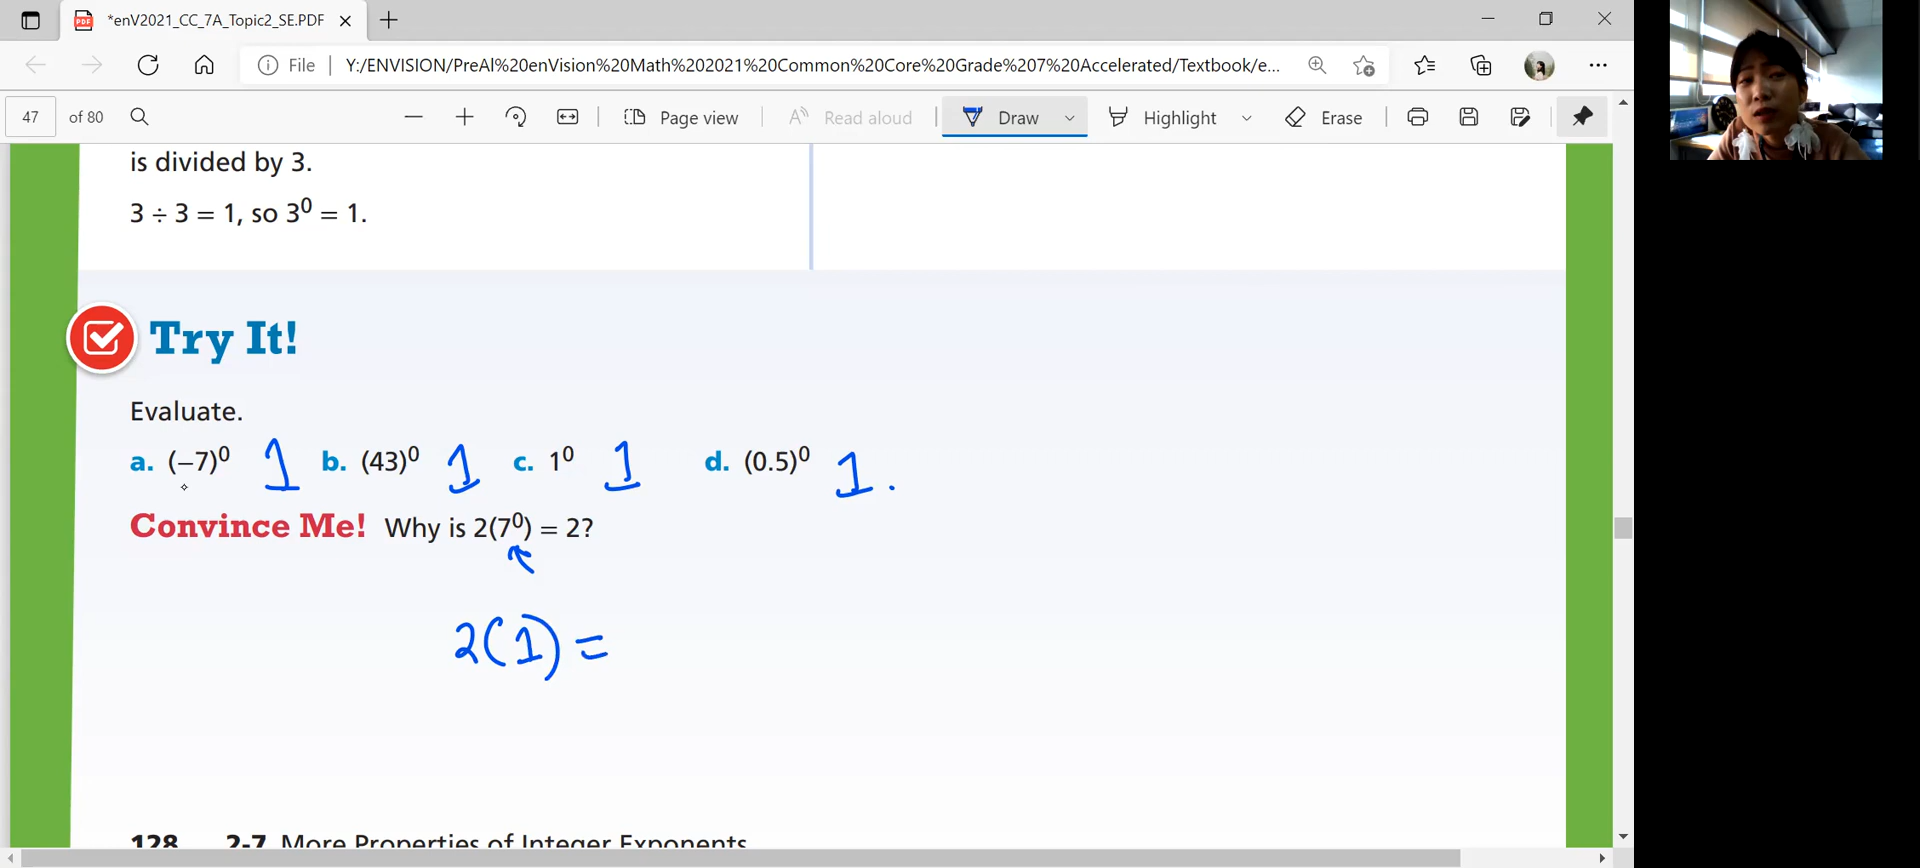 *enV2021_CC_7A_Topic2_SE.PDF
File Y:/ENVISION/PreAl%20enVision%20Math%202021%20Common%20Core%20Grade%207%20Accelerated/Textbook/e...
47 of 80 Page view Read aloud Draw Highlight Erase
is divided by 3.
3 ÷ 3 = 1, so 3⁰ = 1.
Try It!
Evaluate.
a. (−7)⁰ 1 b. (43)⁰ 1 c. 1⁰ 1 d. (0.5)⁰ 1.
Convince Me! Why is 2(7⁰) = 2?
2(1) =
128 2-7 More Properties of Integer Exponents